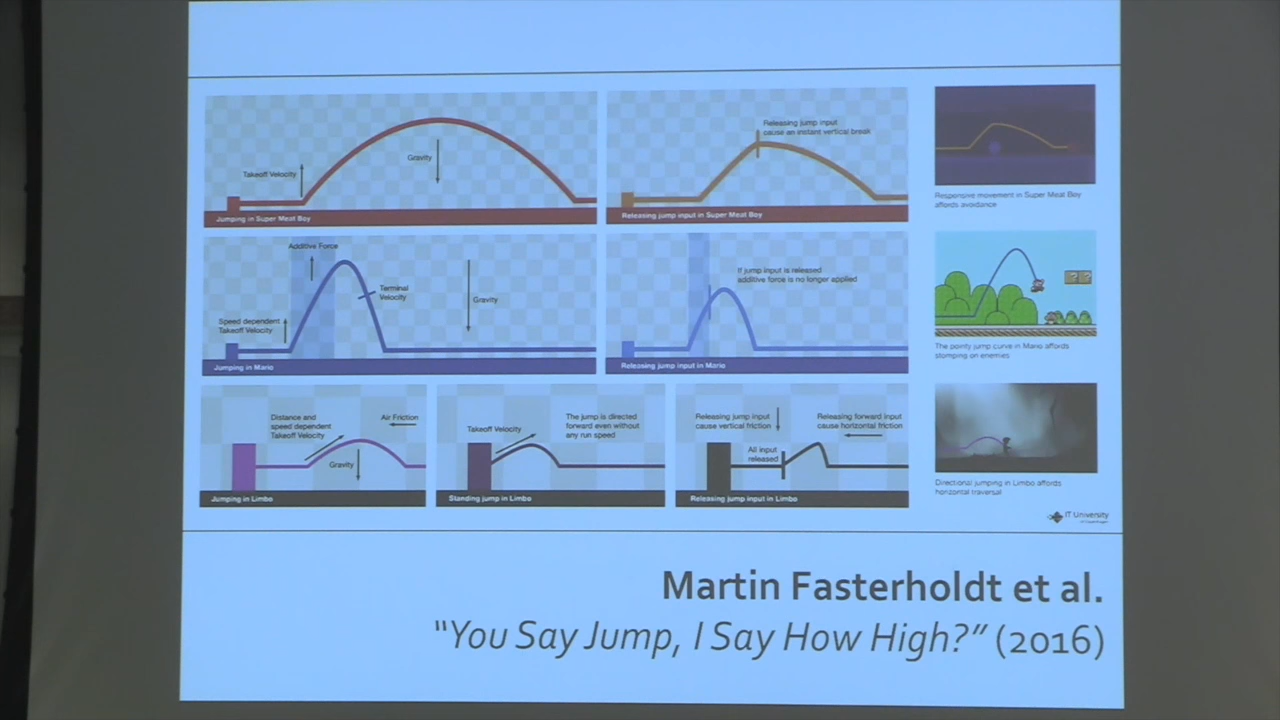 Takeoff Velocity
Gravity
Jumping in Super Meat Boy
Releasing jump input
cause an instant vertical break
Releasing jump input in Super Meat Boy
Responsive movement in Super Meat Boy
affords avoidance
Additive Force
Speed dependent
Takeoff Velocity
Terminal
Velocity
Gravity
Jumping in Mario
If jump input is released
additive force is no longer applied
Releasing jump input in Mario
The pointy jump curve in Mario affords
stomping on enemies
Distance and
speed dependent
Takeoff Velocity
Air Friction
Gravity
Jumping in Limbo
Takeoff Velocity
The jump is directed
forward even without
any run speed
Standing jump in Limbo
Releasing jump input
cause vertical friction
Releasing forward input
cause horizontal friction
All input
released
Releasing jump input in Limbo
Directional jumping in Limbo affords
horizontal traversal
IT University
Martin Fasterholdt et al.
"You Say Jump, I Say How High?" (2016)